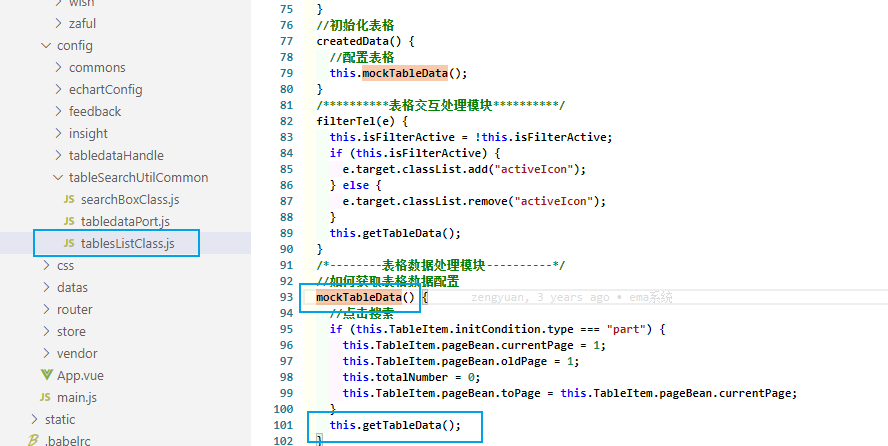 wish
zaful
config
commons
echartConfig
feedback
insight
tabledataHandle
tableSearchUtilCommon
JS searchBoxClass.js
JS tabledataPort.js
JS tablesListClass.js
css
datas
router
store
vendor
App.vue
JS main.js
static
.babelrc
75 }
76 //初始化表格
77 createdData() {
78 //配置表格
79 this.mockTableData();
80 }
81 /**********表格交互处理模块**********/
82 filterTel(e) {
83 this.isFilterActive = !this.isFilterActive;
84 if (this.isFilterActive) {
85 e.target.classList.add("activeIcon");
86 } else {
87 e.target.classList.remove("activeIcon");
88 }
89 this.getTableData();
90 }
91 /*--------表格数据处理模块----------*/
92 //如何获取表格数据配置
93 mockTableData() { zengyuan, 3 years ago • ema系统
94 //点击搜索
95 if (this.TableItem.initCondition.type === "part") {
96 this.TableItem.pageBean.currentPage = 1;
97 this.TableItem.pageBean.oldPage = 1;
98 this.totalNumber = 0;
99 this.TableItem.pageBean.toPage = this.TableItem.pageBean.currentPage;
100 }
101 this.getTableData();
102 }